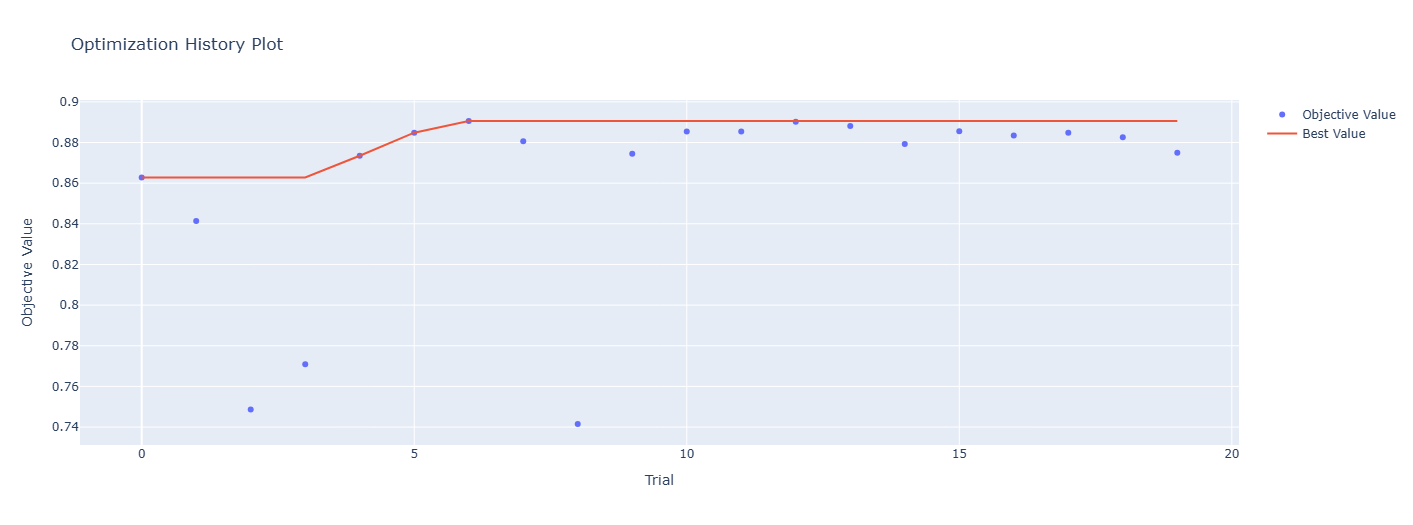 Optimization History Plot
0.9
0.88
0.86
0.84
0.82
0.8
0.78
0.76
0.74
Objective Value
0
5
10
15
20
Trial
Objective Value
Best Value